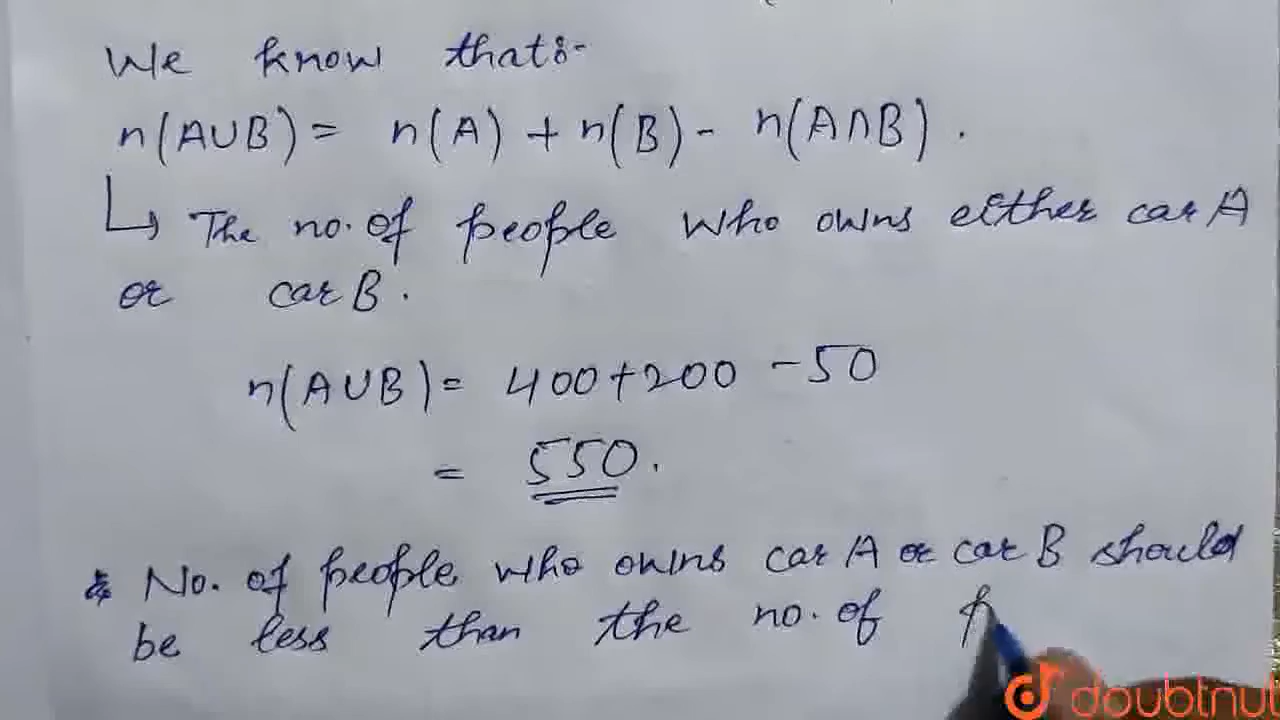 We know that:-
n(A∪B) = n(A) + n(B) - n(A∩B).
↳ The no. of people who owns either car A
or car B.
n(A∪B) = 400+200 -50
= 550.
* No. of people who owns car A or car B should
be less than the no. of p
doubtnut